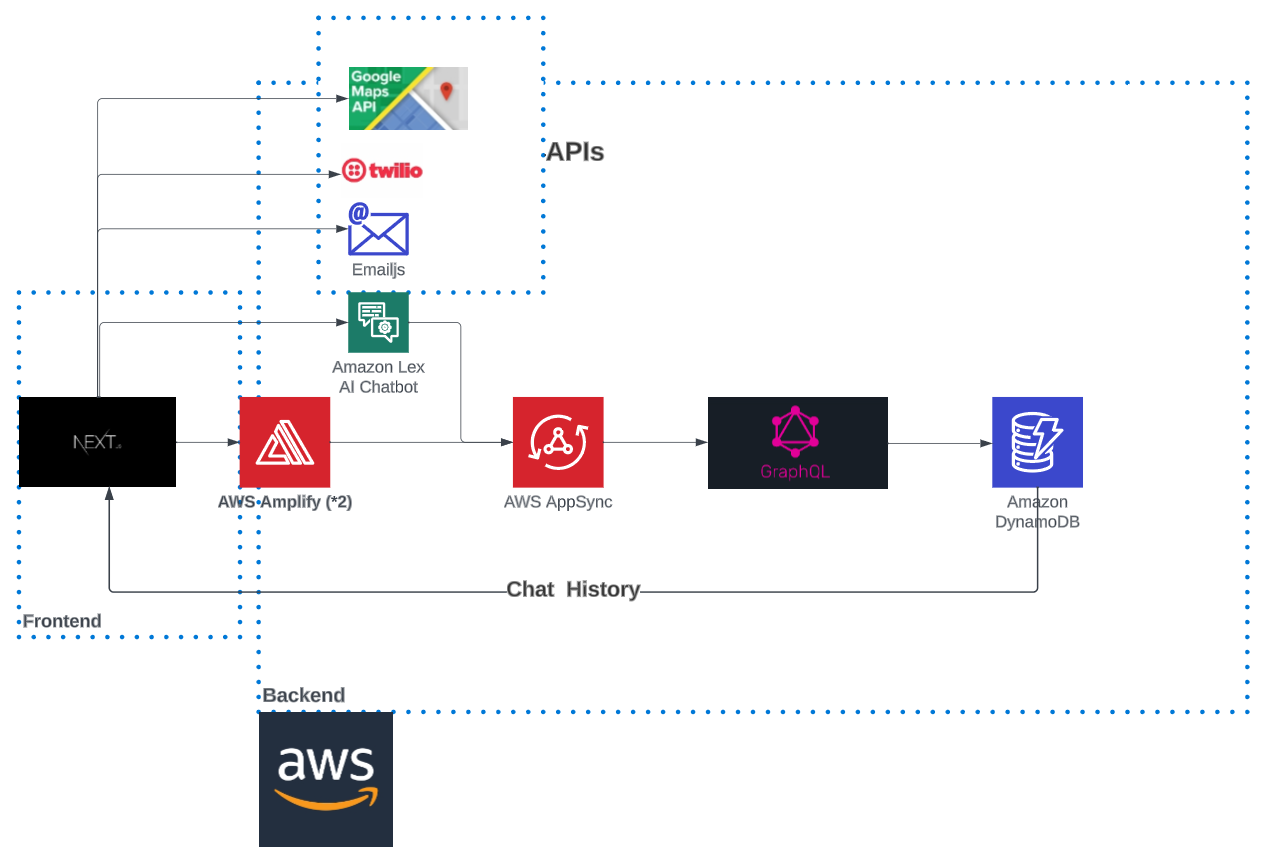 Google
Maps
API
APIs
twilio
@
Emailjs
Amazon Lex
AI Chatbot
NEXT.JS
AWS Amplify (*2)
AWS AppSync
GraphQL
Amazon
DynamoDB
Chat History
Frontend
Backend
aws